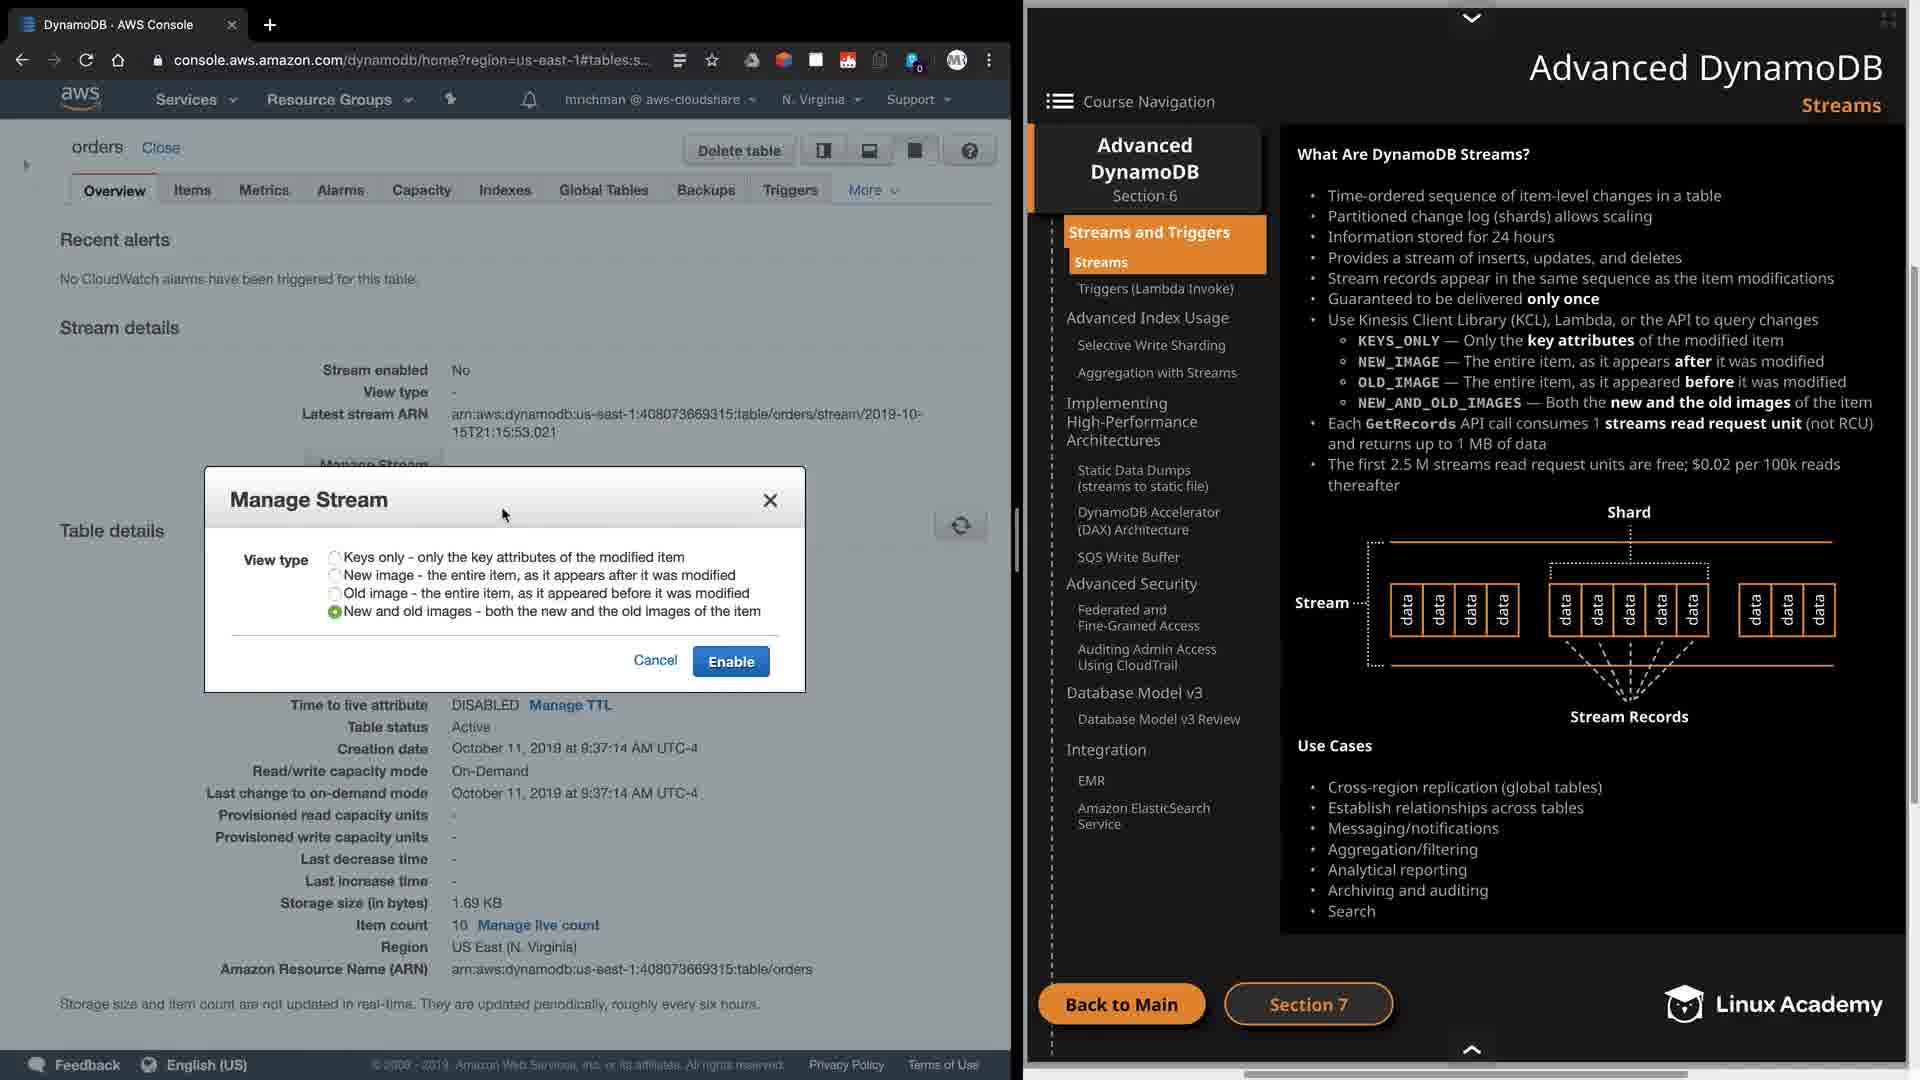 DynamoDB - AWS Console
console.aws.amazon.com/dynamodb/home?region=us-east-1#tables:s...
aws
Services
Resource Groups
mrichman @ aws-cloudshare
N. Virginia
Support
orders
Close
Delete table
Overview
Items
Metrics
Alarms
Capacity
Indexes
Global Tables
Backups
Triggers
More
Recent alerts
No CloudWatch alarms have been triggered for this table.
Stream details
Stream enabled No
View type -
Latest stream ARN arn:aws:dynamodb:us-east-1:408073669315:table/orders/stream/2019-10-
15T21:15:53.021
Manage Stream
Table details
Manage Stream
View type
Keys only - only the key attributes of the modified item
New image - the entire item, as it appears after it was modified
Old image - the entire item, as it appeared before it was modified
New and old images - both the new and the old images of the item
Cancel
Enable
Time to live attribute DISABLED Manage TTL
Table status Active
Creation date October 11, 2019 at 9:37:14 AM UTC-4
Read/write capacity mode On-Demand
Last change to on-demand mode October 11, 2019 at 9:37:14 AM UTC-4
Provisioned read capacity units -
Provisioned write capacity units -
Last decrease time -
Last increase time -
Storage size (in bytes) 1.69 KB
Item count 10 Manage live count
Region US East (N. Virginia)
Amazon Resource Name (ARN) arn:aws:dynamodb:us-east-1:408073669315:table/orders
Storage size and item count are not updated in real-time. They are updated periodically, roughly every six hours.
Feedback
English (US)
© 2008 - 2019, Amazon Web Services, Inc. or its affiliates. All rights reserved.
Privacy Policy
Terms of Use
Advanced DynamoDB
Streams
Course Navigation
Advanced
DynamoDB
Section 6
Streams and Triggers
Streams
Triggers (Lambda Invoke)
Advanced Index Usage
Selective Write Sharding
Aggregation with Streams
Implementing
High-Performance
Architectures
Static Data Dumps
(streams to static file)
DynamoDB Accelerator
(DAX) Architecture
SQS Write Buffer
Advanced Security
Federated and
Fine-Grained Access
Auditing Admin Access
Using CloudTrail
Database Model v3
Database Model v3 Review
Integration
EMR
Amazon ElasticSearch
Service
What Are DynamoDB Streams?
• Time-ordered sequence of item-level changes in a table
• Partitioned change log (shards) allows scaling
• Information stored for 24 hours
• Provides a stream of inserts, updates, and deletes
• Stream records appear in the same sequence as the item modifications
• Guaranteed to be delivered only once
• Use Kinesis Client Library (KCL), Lambda, or the API to query changes
KEYS_ONLY — Only the key attributes of the modified item
NEW_IMAGE — The entire item, as it appears after it was modified
OLD_IMAGE — The entire item, as it appeared before it was modified
NEW_AND_OLD_IMAGES — Both the new and the old images of the item
• Each GetRecords API call consumes 1 streams read request unit (not RCU)
and returns up to 1 MB of data
• The first 2.5 M streams read request units are free; $0.02 per 100k reads
thereafter
Shard
Stream
data data data data data data data data data data data data
Stream Records
Use Cases
• Cross-region replication (global tables)
• Establish relationships across tables
• Messaging/notifications
• Aggregation/filtering
• Analytical reporting
• Archiving and auditing
• Search
Back to Main
Section 7
Linux Academy